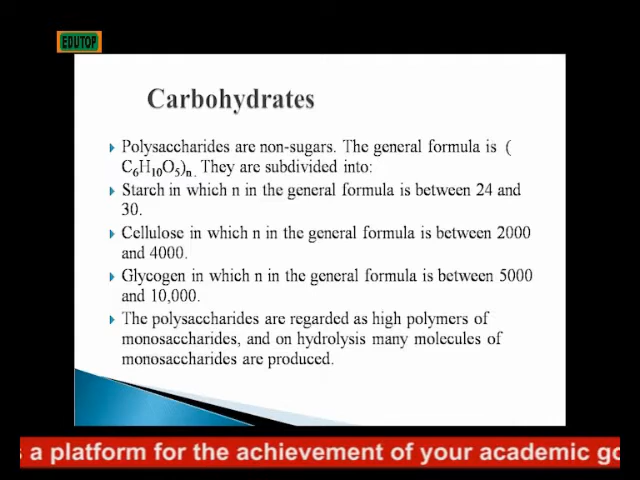 EDUTOP
Carbohydrates
Polysaccharides are non-sugars. The general formula is (
C₆H₁₀O₅)ₙ . They are subdivided into:
Starch in which n in the general formula is between 24 and
30.
Cellulose in which n in the general formula is between 2000
and 4000.
Glycogen in which n in the general formula is between 5000
and 10,000.
The polysaccharides are regarded as high polymers of
monosaccharides, and on hydrolysis many molecules of
monosaccharides are produced.
a platform for the achievement of your academic